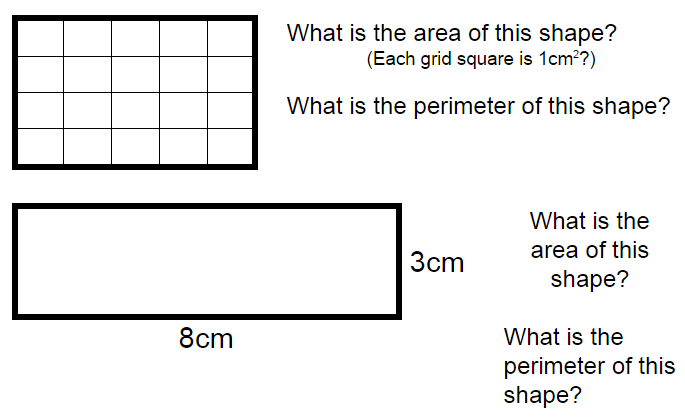 What is the area of this shape?
(Each grid square is 1cm²?)
What is the perimeter of this shape?
3cm
8cm
What is the
area of this
shape?
What is the
perimeter of this
shape?